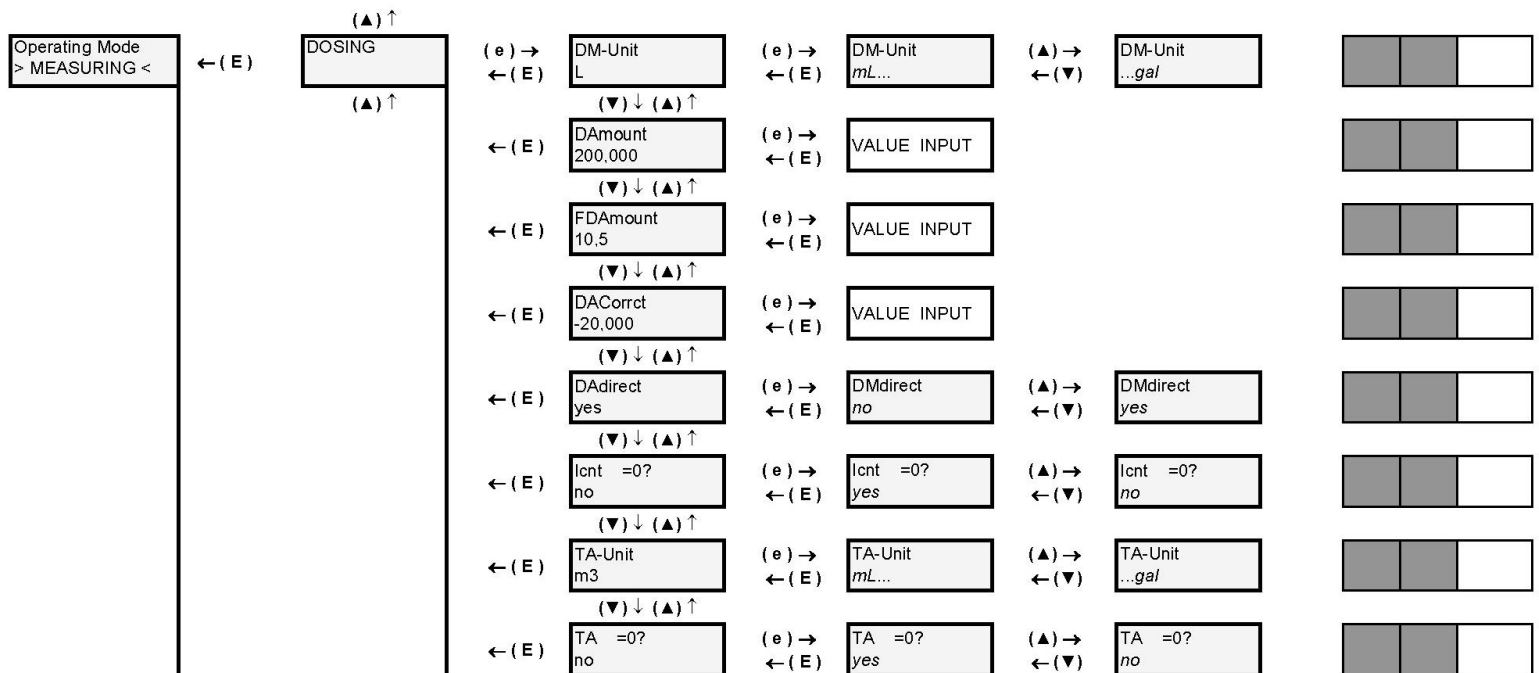 (▲) ↑
Operating Mode
> MEASURING <
← ( E )
DOSING
( e ) →
← ( E )
DM-Unit
L
( e ) →
← ( E )
DM-Unit
mL...
(▲) →
← (▼)
DM-Unit
...gal
(▲) ↑
(▼) ↓ (▲) ↑
← ( E )
DAmount
200,000
( e ) →
← ( E )
VALUE INPUT
(▼) ↓ (▲) ↑
← ( E )
FDAmount
10,5
( e ) →
← ( E )
VALUE INPUT
(▼) ↓ (▲) ↑
← ( E )
DACorrct
-20,000
( e ) →
← ( E )
VALUE INPUT
(▼) ↓ (▲) ↑
← ( E )
DAdirect
yes
( e ) →
← ( E )
DMdirect
no
(▲) →
← (▼)
DMdirect
yes
(▼) ↓ (▲) ↑
← ( E )
Icnt =0?
no
( e ) →
← ( E )
Icnt =0?
yes
(▲) →
← (▼)
Icnt =0?
no
(▼) ↓ (▲) ↑
← ( E )
TA-Unit
m3
( e ) →
← ( E )
TA-Unit
mL...
(▲) →
← (▼)
TA-Unit
...gal
(▼) ↓ (▲) ↑
← ( E )
TA =0?
no
( e ) →
← ( E )
TA =0?
yes
(▲) →
← (▼)
TA =0?
no